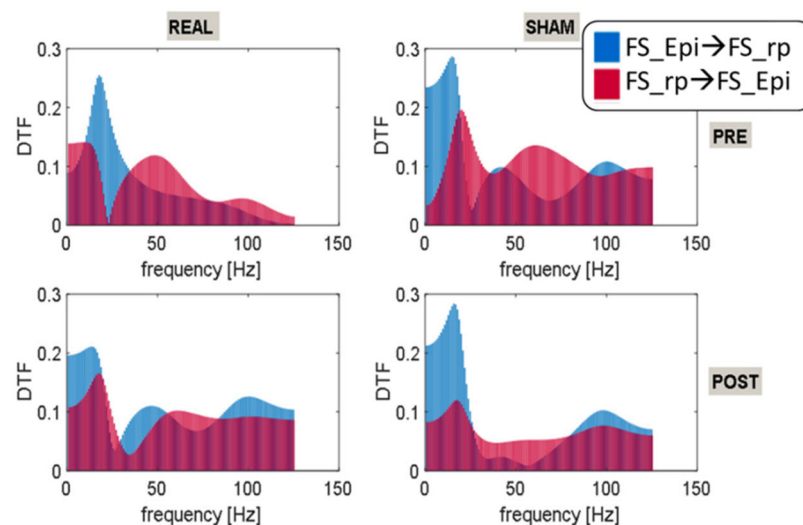 REAL
SHAM
FS_Epi→FS_rp
FS_rp→FS_Epi
PRE
0.3
0.2
0.1
0
DTF
0
50
100
150
frequency [Hz]
0.3
0.2
0.1
0
DTF
0
50
100
150
frequency [Hz]
POST
0.3
0.2
0.1
0
DTF
0
50
100
150
frequency [Hz]
0.3
0.2
0.1
0
DTF
0
50
100
150
frequency [Hz]